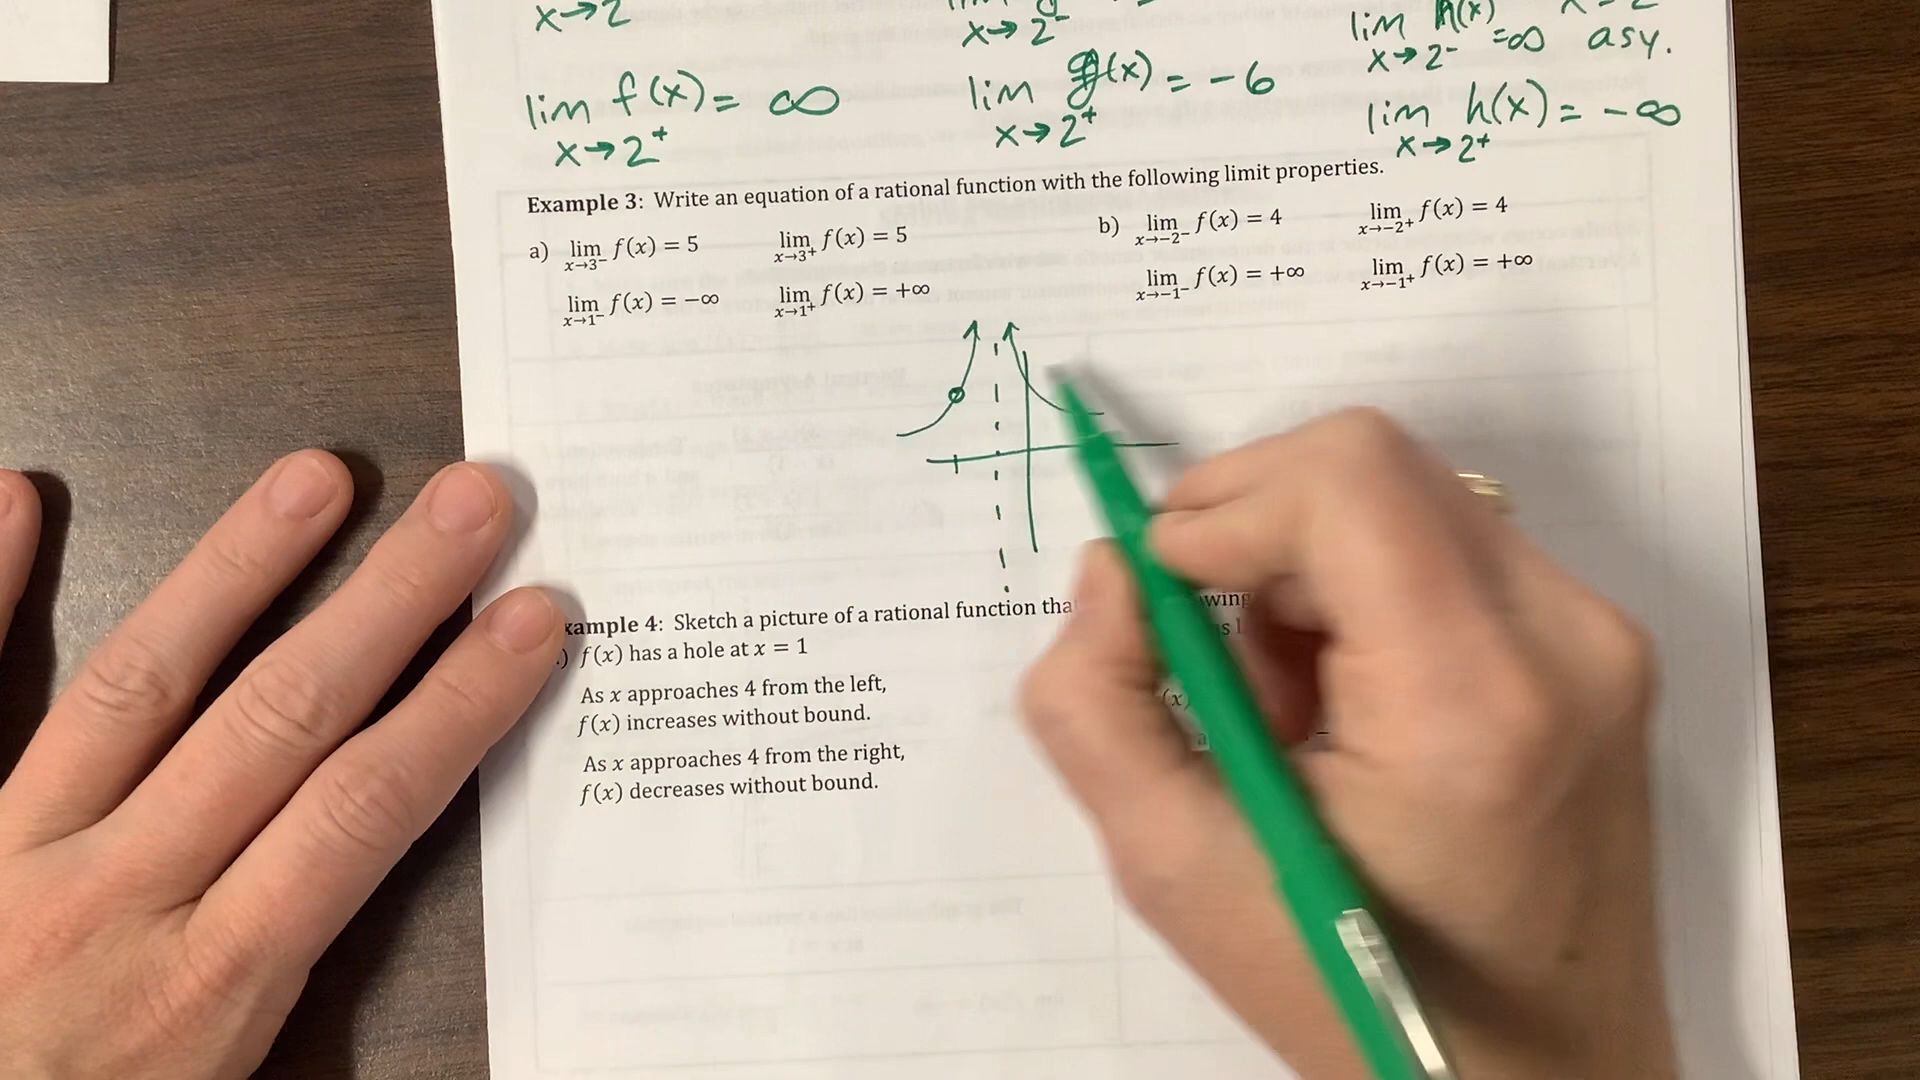 x→2
x→2⁻
lim h(x) =∞ asy.
x→2⁻
lim f(x) = ∞
x→2⁺
lim g(x) = -6
x→2⁺
lim h(x) = -∞
x→2⁺
Example 3: Write an equation of a rational function with the following limit properties.
a) lim f(x) = 5 lim f(x) = 5
x→3⁻ x→3⁺
lim f(x) = −∞ lim f(x) = +∞
x→1⁻ x→1⁺
b) lim f(x) = 4 lim f(x) = 4
x→−2⁻ x→−2⁺
lim f(x) = +∞ lim f(x) = +∞
x→−1⁻ x→−1⁺
xample 4: Sketch a picture of a rational function tha wing
) f(x) has a hole at x = 1
As x approaches 4 from the left,
f(x) increases without bound.
As x approaches 4 from the right,
f(x) decreases without bound.
(x)